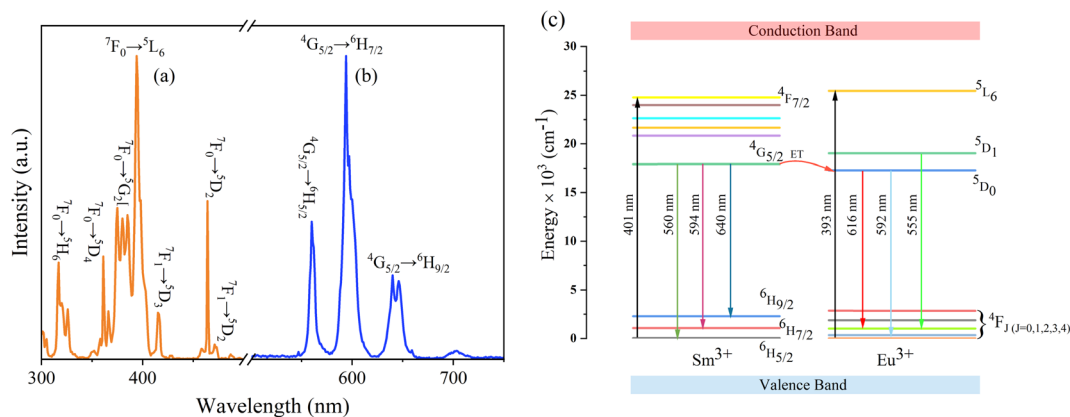 Intensity (a.u.)
Wavelength (nm)
300
400
600
700
(a)
(b)
⁷F₀→⁵H₆
⁷F₀→⁵D₄
⁷F₀→⁵G₂[
⁷F₀→⁵L₆
⁷F₁→⁵D₃
⁷F₀→⁵D₂
⁷F₁→⁵D₂
⁴G₅/₂→⁶H₅/₂
⁴G₅/₂→⁶H₇/₂
⁴G₅/₂→⁶H₉/₂
(c)
Conduction Band
Energy × 10³ (cm⁻¹)
30
25
20
15
10
5
0
⁴F₇/₂
⁴G₅/₂
ET
401 nm
560 nm
594 nm
640 nm
⁶H₉/₂
⁶H₇/₂
⁶H₅/₂
Sm³⁺
⁵L₆
⁵D₁
⁵D₀
393 nm
616 nm
592 nm
555 nm
}⁴F_J (J=0,1,2,3,4)
Eu³⁺
Valence Band